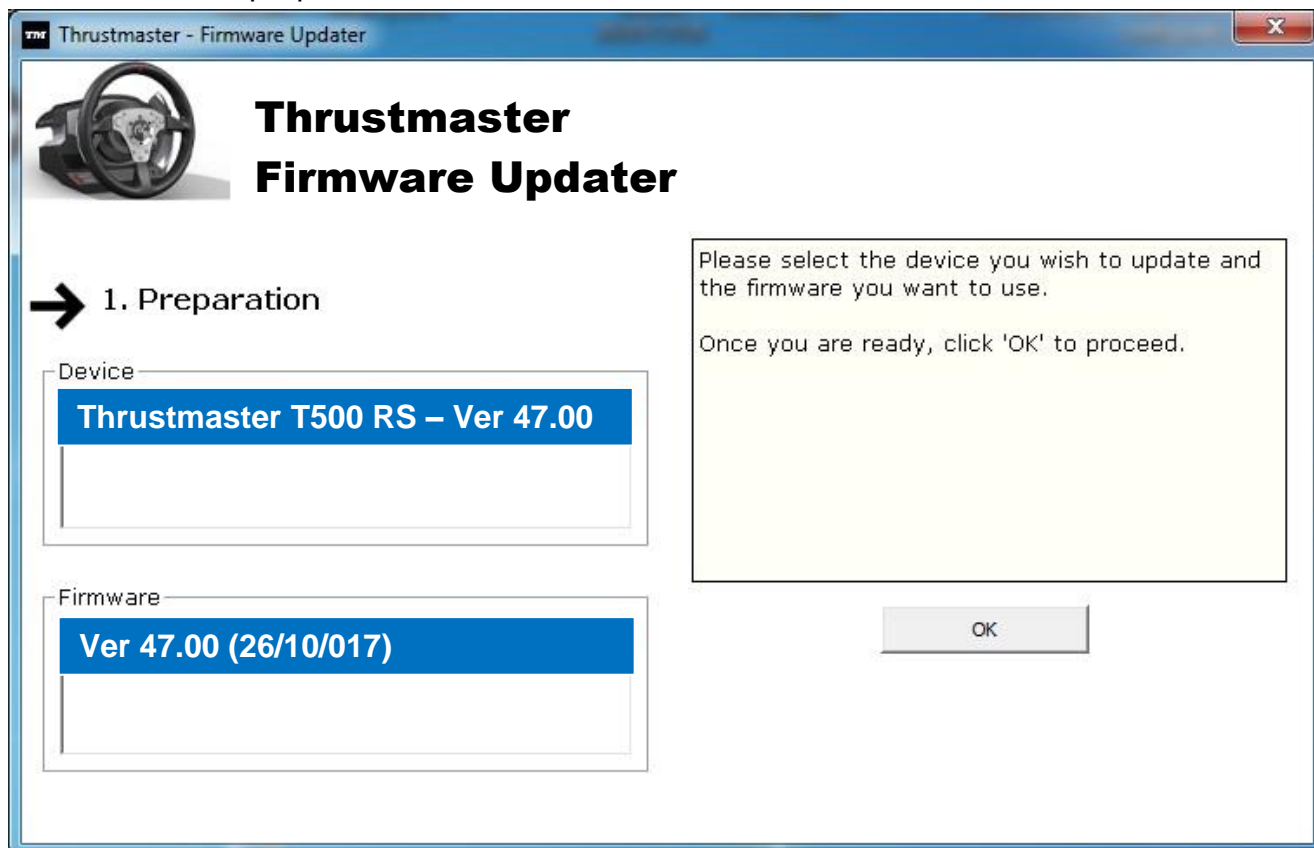 Thrustmaster - Firmware Updater
Thrustmaster
Firmware Updater
1. Preparation
Device
Thrustmaster T500 RS – Ver 47.00
Firmware
Ver 47.00 (26/10/017)
Please select the device you wish to update and
the firmware you want to use.
Once you are ready, click 'OK' to proceed.
OK